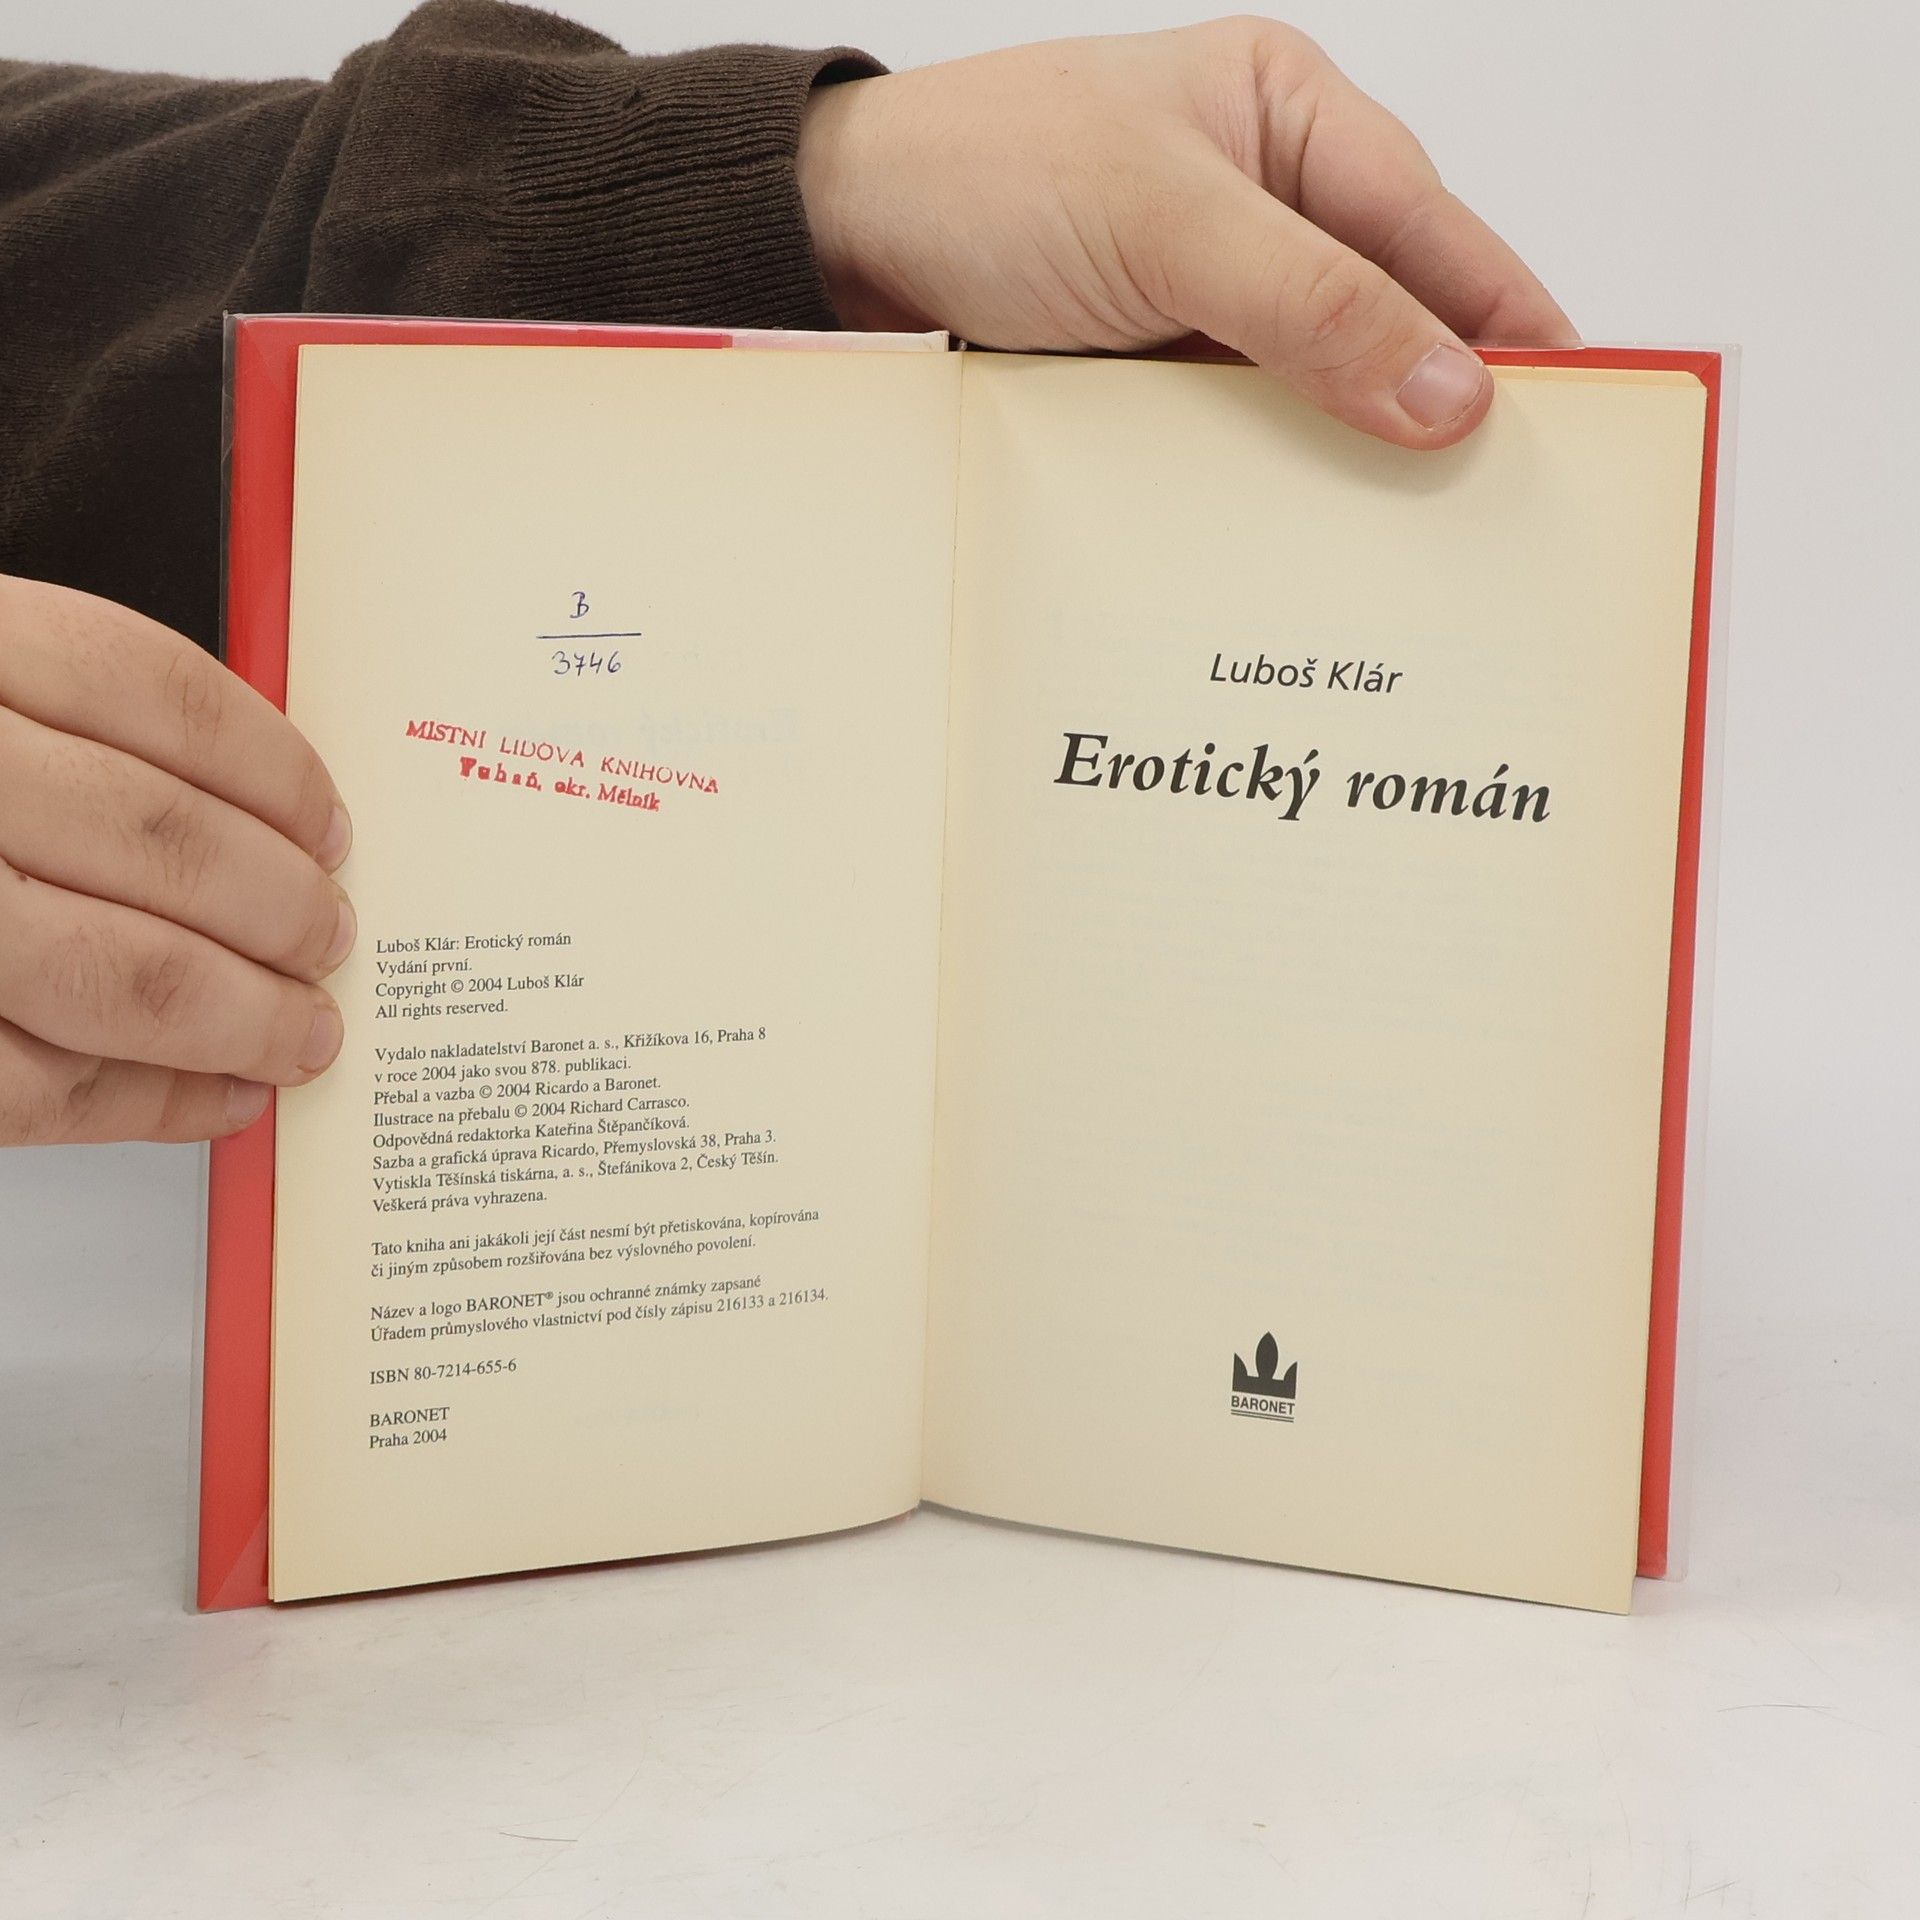 B
3746
MÍSTNÍ LIDOVÁ KNIHOVNA
okr. Mělník
Luboš Klár: Erotický román
Vydání první.
Copyright © 2004 Luboš Klár
All rights reserved.
Vydalo nakladatelství Baronet a. s., Křižíkova 16, Praha 8
v roce 2004 jako svou 878. publikaci.
Přebal a vazba © 2004 Ricardo a Baronet.
Ilustrace na přebalu © 2004 Richard Carrasco.
Odpovědná redaktorka Kateřina Štěpančíková.
Sazba a grafická úprava Ricardo, Přemyslovská 38, Praha 3.
Vytiskla Těšínská tiskárna, a. s., Štefánikova 2, Český Těšín.
Veškerá práva vyhrazena.
Tato kniha ani jakákoli její část nesmí být přetiskována, kopírována
či jiným způsobem rozšiřována bez výslovného povolení.
Název a logo BARONET® jsou ochranné známky zapsané
Úřadem průmyslového vlastnictví pod čísly zápisu 216133 a 216134.
ISBN 80-7214-655-6
BARONET
Praha 2004
Luboš Klár
Erotický román
BARONET